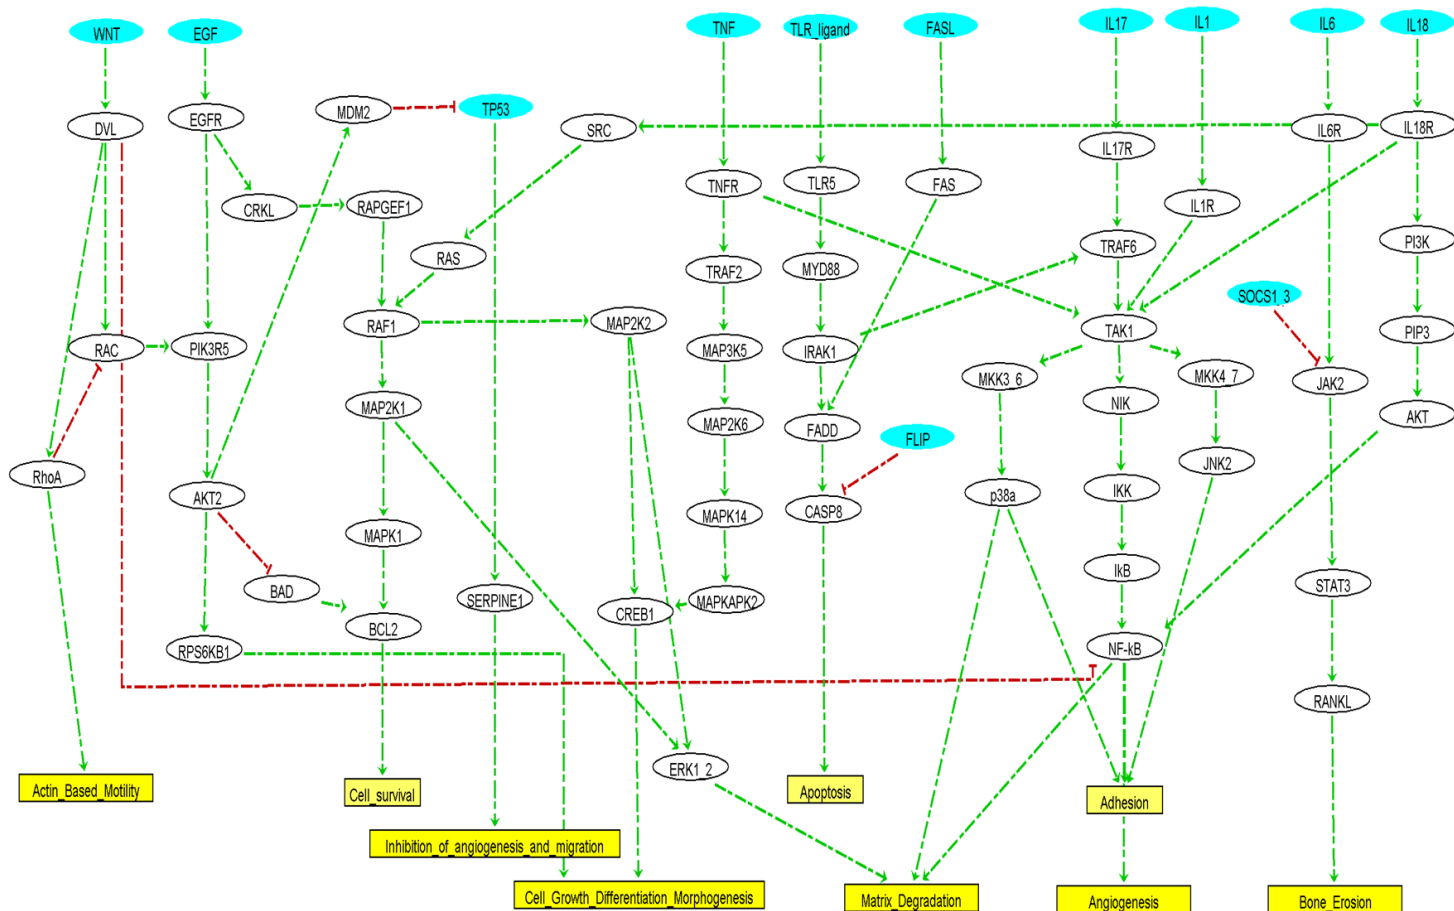 WNT
EGF
TNF
TLR_ligand
FASL
IL17
IL1
IL6
IL18
MDM2
TP53
DVL
EGFR
SRC
IL6R
IL18R
IL17R
TNFR
TLR5
FAS
CRKL
RAPGEF1
IL1R
RAS
TRAF6
PI3K
TRAF2
MYD88
SOCS1_3
RAF1
MAP2K2
TAK1
PIP3
RAC
PIK3R5
MAP3K5
IRAK1
MKK3_6
MKK4_7
JAK2
MAP2K1
NIK
AKT
MAP2K6
FADD
FLIP
RhoA
JNK2
AKT2
p38a
IKK
MAPK14
CASP8
MAPK1
IkB
BAD
STAT3
SERPINE1
MAPKAPK2
CREB1
BCL2
RPS6KB1
NF-kB
RANKL
ERK1_2
Actin_Based_Motility
Cell_survival
Apoptosis
Adhesion
Inhibition_of_angiogenesis_and_migration
Cell_Growth_Differentiation_Morphogenesis
Matrix_Degradation
Angiogenesis
Bone_Erosion